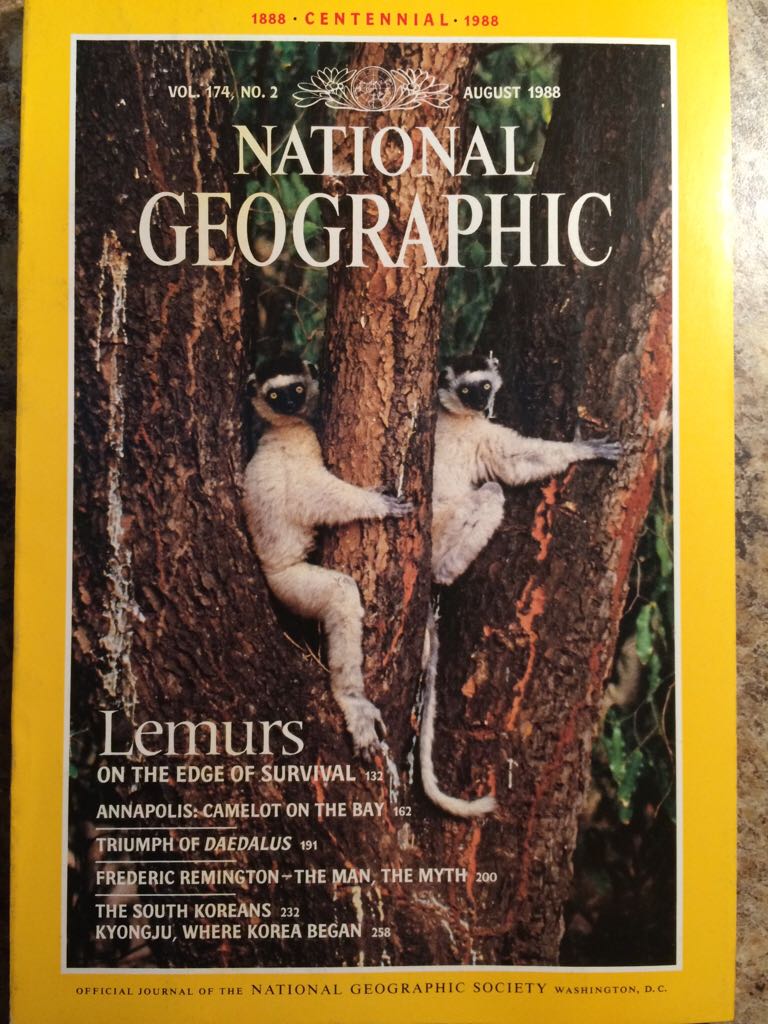 1888 · CENTENNIAL · 1988
VOL. 174, NO. 2 AUGUST 1988
NATIONAL
GEOGRAPHIC
Lemurs
ON THE EDGE OF SURVIVAL 132
ANNAPOLIS: CAMELOT ON THE BAY 162
TRIUMPH OF DAEDALUS 191
FREDERIC REMINGTON–THE MAN, THE MYTH 200
THE SOUTH KOREANS 232
KYONGJU, WHERE KOREA BEGAN 258
OFFICIAL JOURNAL OF THE NATIONAL GEOGRAPHIC SOCIETY WASHINGTON, D.C.